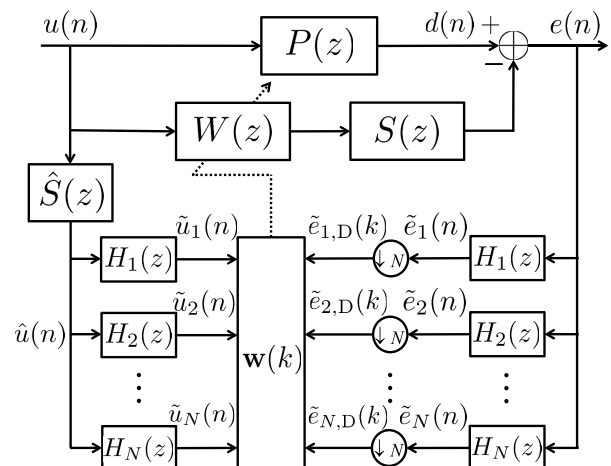 u(n) P(z) d(n) + e(n)
−
W(z) S(z)
Ŝ(z)
ũ₁(n) ẽ₁,D(k) ẽ₁(n)
H₁(z) ↓N H₁(z)
ũ₂(n) ẽ₂,D(k) ẽ₂(n)
û(n) H₂(z) w(k) ↓N H₂(z)
⋮ ⋮ ⋮
ũN(n) ẽN,D(k) ẽN(n)
HN(z) ↓N HN(z)